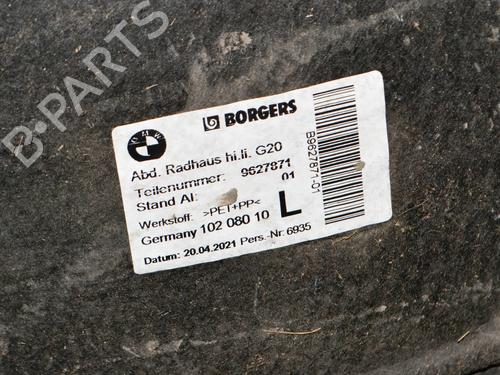 BMW
BORGERS
Abd. Radhaus hi.li. G20
Teilenummer: 9627871
Stand AI: 01
Werkstoff: >PET+PP<
Germany 102 080 10 L
Datum: 20.04.2021 Pers.-Nr: 6935
B9627871-01
B-PARTS